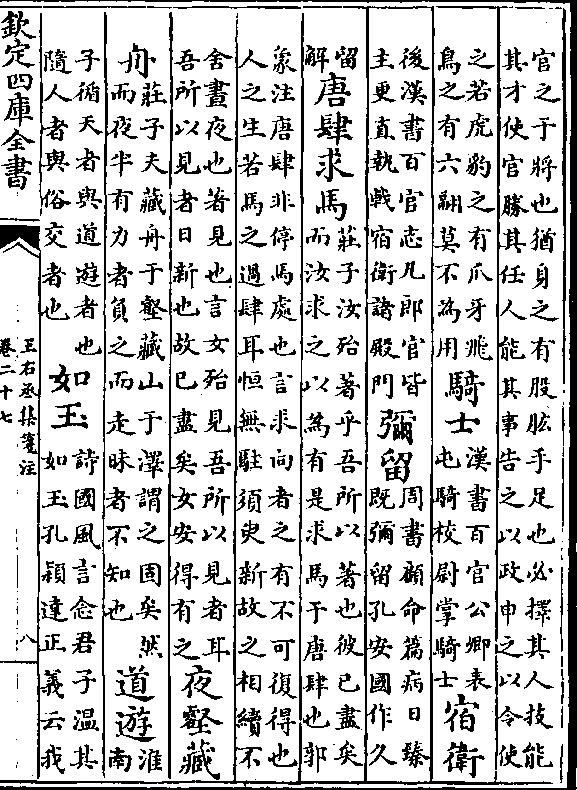 官之于將也猶身之有股肱手足也必擇其人技能
其才使官勝其任人能其事告之以政申之以令使
之若虎豹之有爪牙飛
鳥之有六翮莫不為用
騎士
漢書百官公卿表
屯騎校尉掌騎士
宿衛
後漢書百官志凡郎官皆
主更直執戟宿衛諸殿門
彌留
周書顧命篇病日臻
既彌留孔安國作久
留
解
唐肆求馬
莊子汝殆著乎吾所以著也彼已盡矣
而汝求之以為有是求馬于唐肆也郭
象注唐肆非停馬處也言求向者之有不可復得也
人之生若馬之過肆耳恒無駐須臾新故之相續不
舍晝夜也著見也言女殆見吾所以見者耳
吾所以見者日新也故已盡矣女安得有之
夜壑藏
舟
莊子夫藏舟于壑藏山于澤謂之固矣然
而夜半有力者負之而走昧者不知也
道遊
淮
南
子循天者與道遊者也
隨人者與俗交者也
如玉
詩國風言念君子溫其
如玉孔穎達正義云我
欽定四庫全書
王右丞集箋注
卷二十七
八